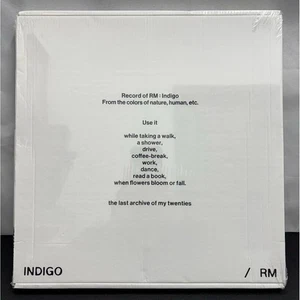 Record of RM : Indigo
From the colors of nature, human, etc.
Use it
while taking a walk,
a shower,
drive,
coffee-break,
work,
dance,
read a book,
when flowers bloom or fall.
the last archive of my twenties
INDIGO / RM